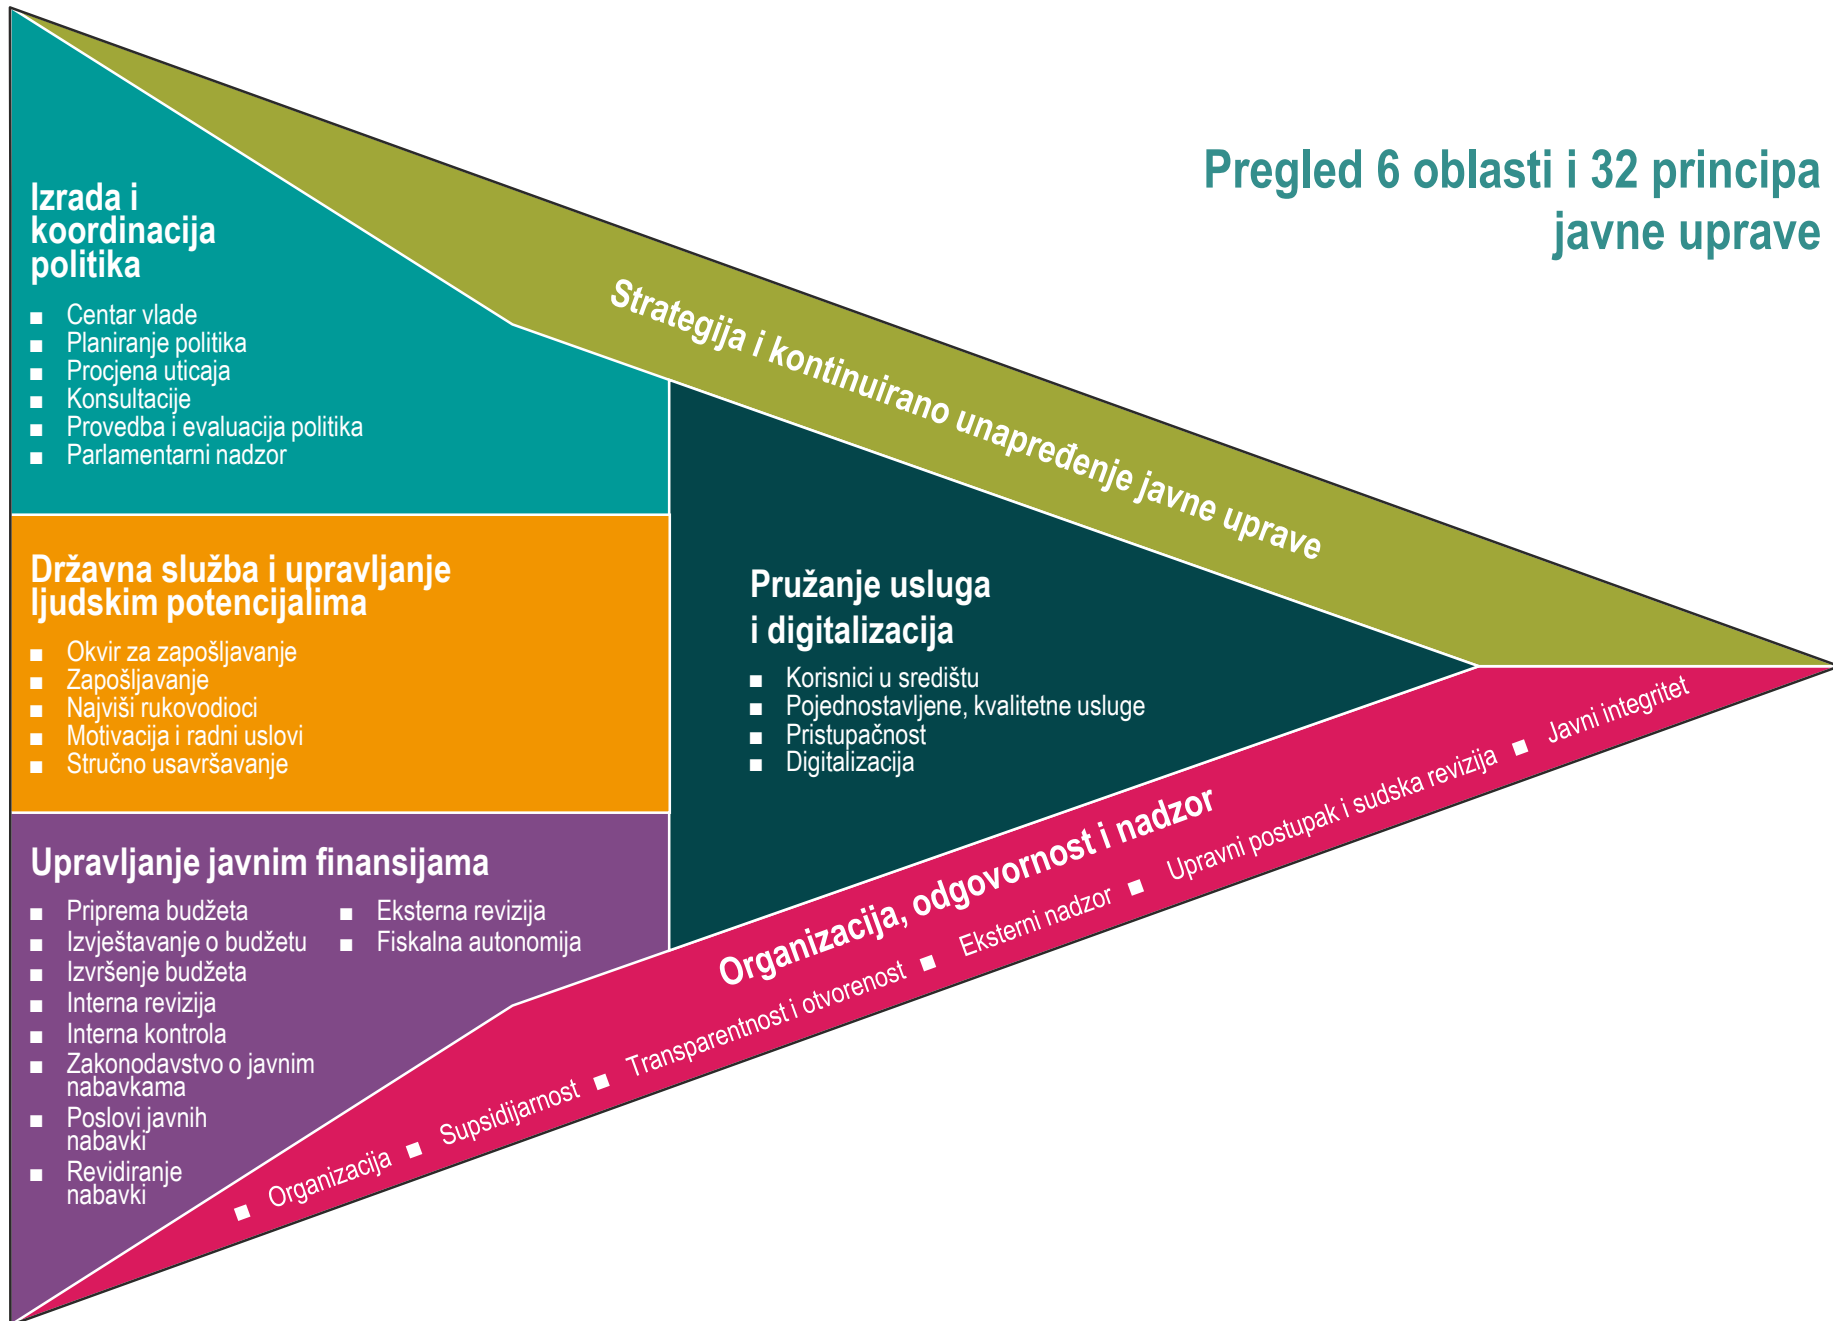 Pregled 6 oblasti i 32 principa
javne uprave
Strategija i kontinuirano unapređenje javne uprave
Izrada i
koordinacija
politika
■ Centar vlade
■ Planiranje politika
■ Procjena uticaja
■ Konsultacije
■ Provedba i evaluacija politika
■ Parlamentarni nadzor
Državna služba i upravljanje
ljudskim potencijalima
■ Okvir za zapošljavanje
■ Zapošljavanje
■ Najviši rukovodioci
■ Motivacija i radni uslovi
■ Stručno usavršavanje
Pružanje usluga
i digitalizacija
■ Korisnici u središtu
■ Pojednostavljene, kvalitetne usluge
■ Pristupačnost
■ Digitalizacija
Upravljanje javnim finansijama
■ Priprema budžeta
■ Izvještavanje o budžetu
■ Izvršenje budžeta
■ Interna revizija
■ Interna kontrola
■ Zakonodavstvo o javnim
nabavkama
■ Poslovi javnih
nabavki
■ Revidiranje
nabavki
■ Eksterna revizija
■ Fiskalna autonomija
Organizacija, odgovornost i nadzor
■ Organizacija ■ Supsidijarnost ■ Transparentnost i otvorenost ■ Eksterni nadzor ■ Upravni postupak i sudska revizija ■ Javni integritet